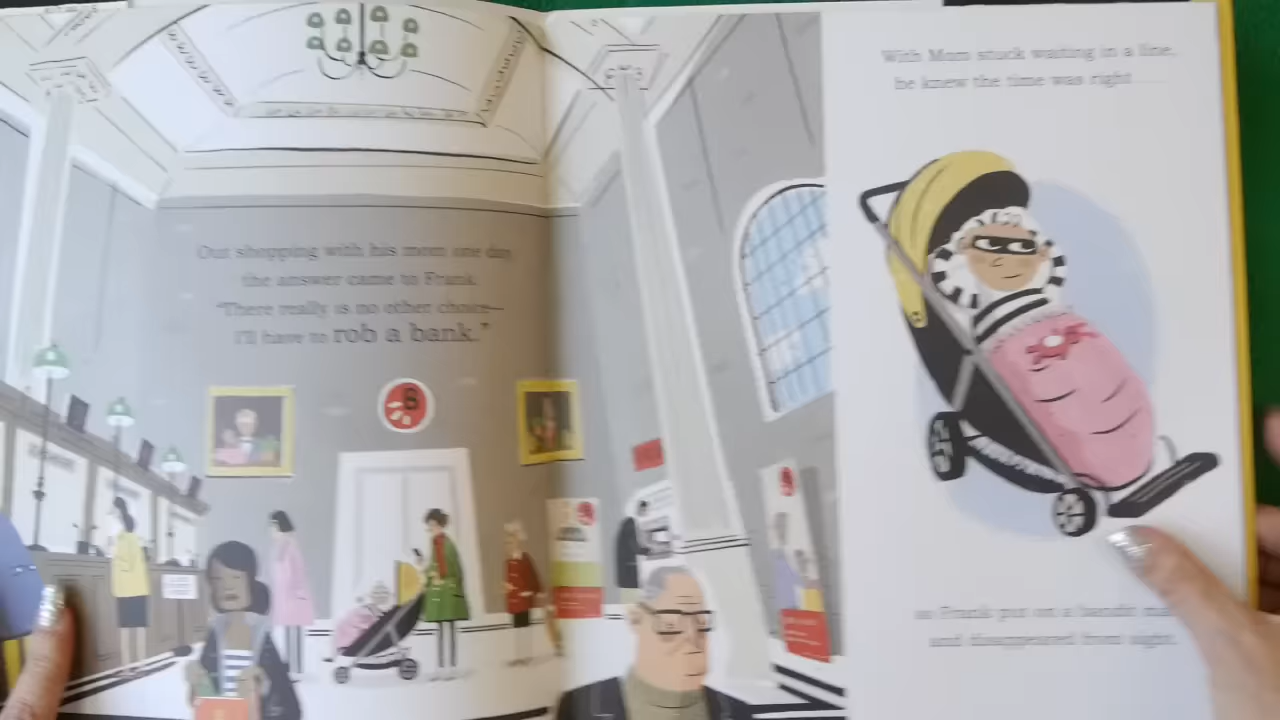 Out shopping with his mom one day
the answer came to Frank.
"There really is no other choice—
I'll have to rob a bank."
With Mom stuck waiting in a line,
he knew the time was right
as Frank put on a bandit
and disappeared from sight.